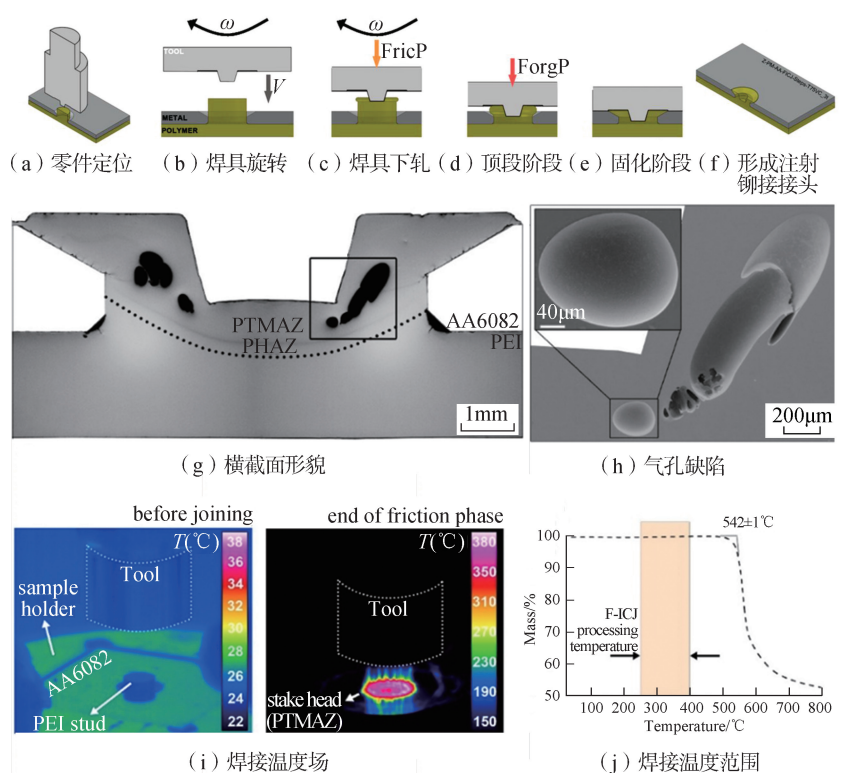 ω
ω
TOOL
FricP
ForgP
V
METAL
POLYMER
(a)零件定位
(b)焊具旋转
(c)焊具下轧
(d)顶段阶段
(e)固化阶段
(f)形成注射
铆接接头
PTMAZ
PHAZ
AA6082
PEI
1mm
40μm
200μm
(g)横截面形貌
(h)气孔缺陷
before joining
T(℃)
Tool
sample
holder
AA6082
PEI stud
38
36
34
32
30
28
26
24
22
end of friction phase
T(℃)
Tool
stake head
(PTMAZ)
380
350
310
270
230
190
150
542±1℃
Mass/%
100
90
80
70
60
50
F-ICJ
processing
temperature
100 200 300 400 500 600 700 800
Temperature/℃
(i)焊接温度场
(j)焊接温度范围